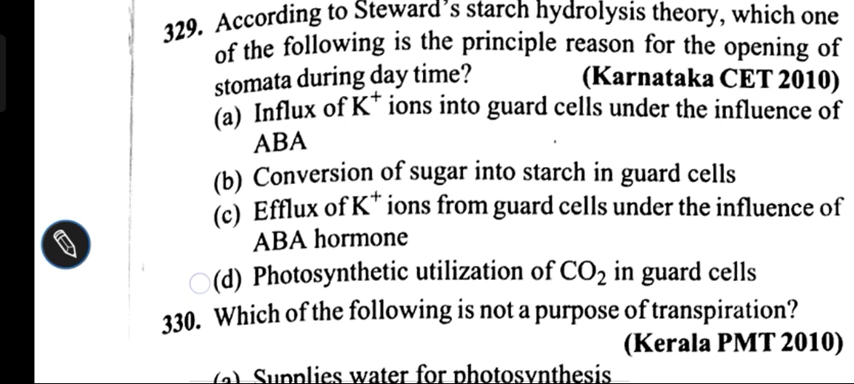 329. According to Steward's starch hydrolysis theory, which one
of the following is the principle reason for the opening of
stomata during day time? (Karnataka CET 2010)
(a) Influx of K⁺ ions into guard cells under the influence of
ABA
(b) Conversion of sugar into starch in guard cells
(c) Efflux of K⁺ ions from guard cells under the influence of
ABA hormone
(d) Photosynthetic utilization of CO₂ in guard cells
330. Which of the following is not a purpose of transpiration?
(Kerala PMT 2010)
(a) Supplies water for photosynthesis